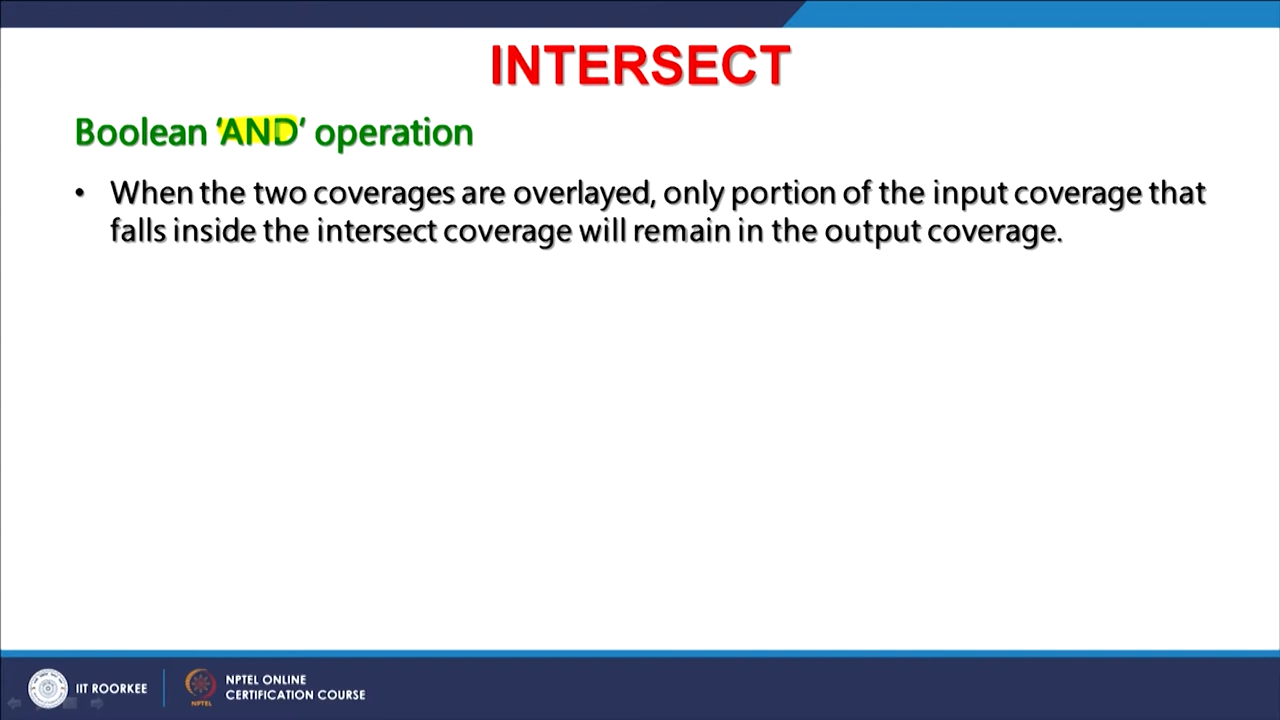 INTERSECT
Boolean ‘AND’ operation
• When the two coverages are overlayed, only portion of the input coverage that
falls inside the intersect coverage will remain in the output coverage.
IIT ROORKEE
NPTEL
NPTEL ONLINE
CERTIFICATION COURSE